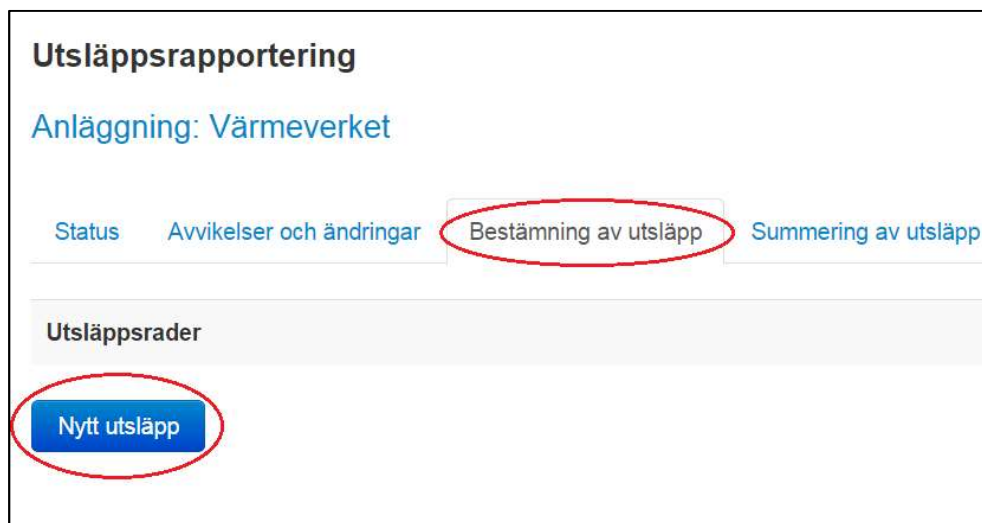 Utsläppsrapportering
Anläggning: Värmeverket
Status Avvikelser och ändringar Bestämning av utsläpp Summering av utsläpp
Utsläppsrader
Nytt utsläpp